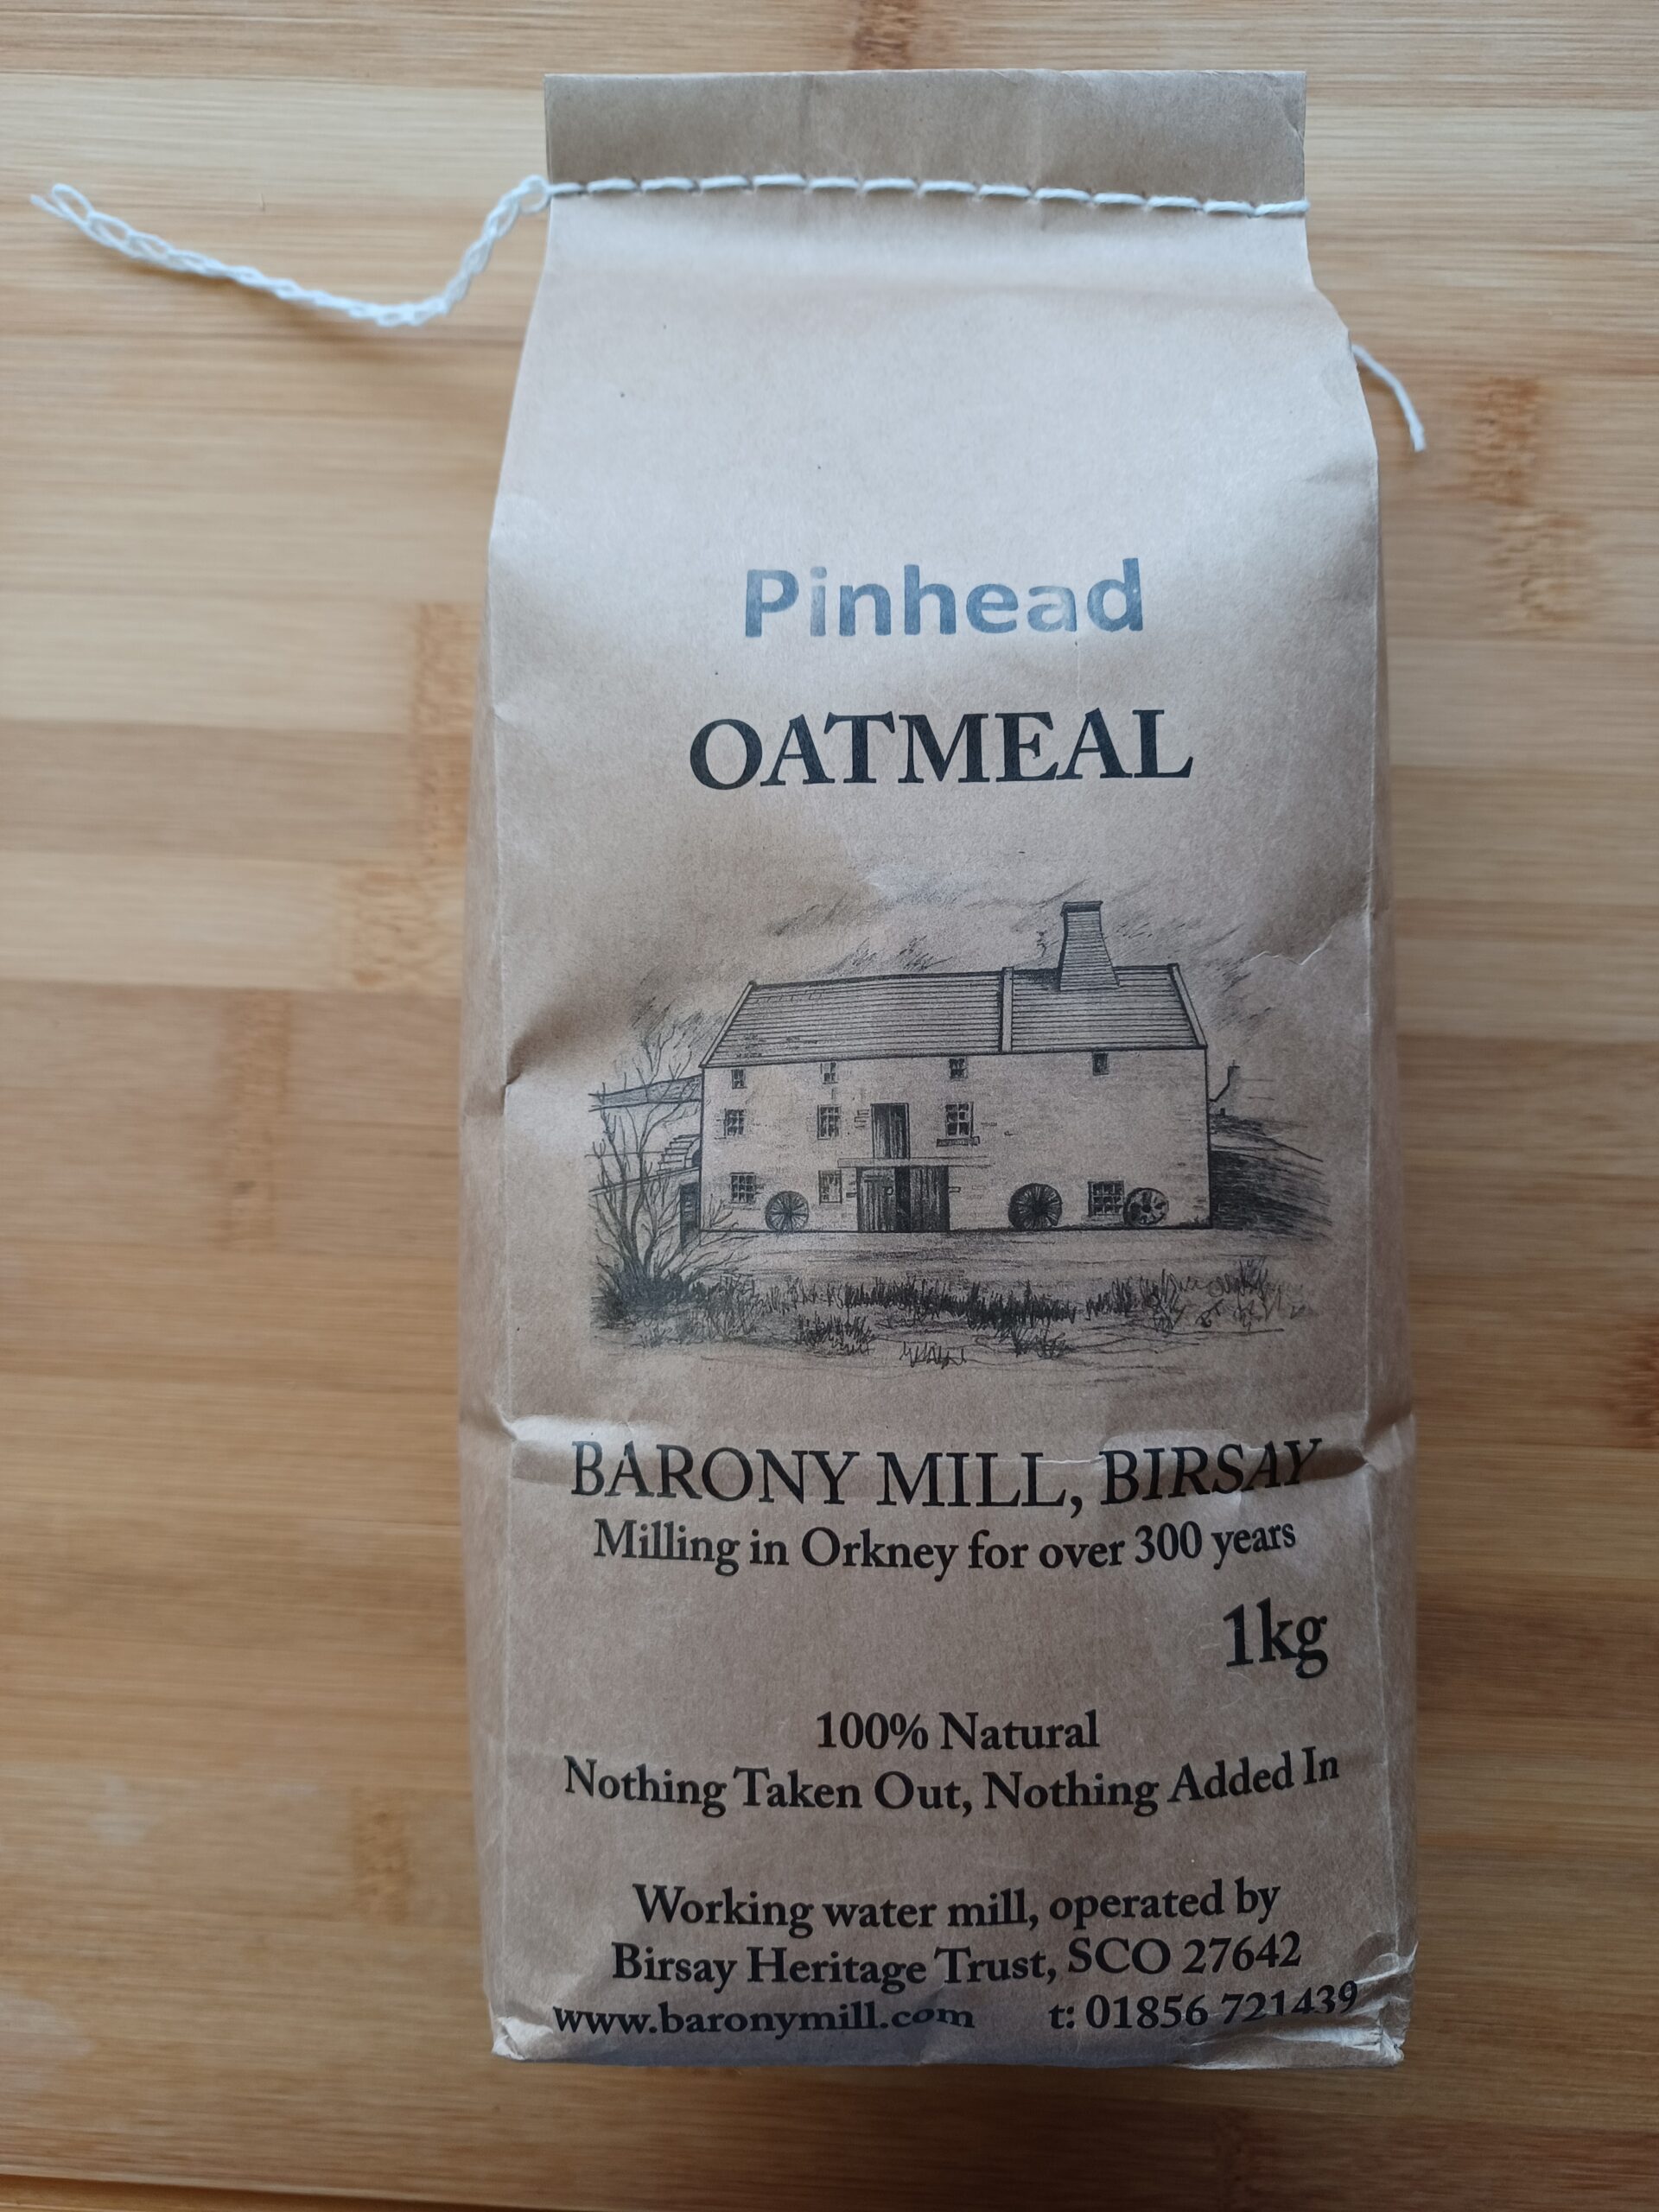 Pinhead
OATMEAL
BARONY MILL, BIRSAY
Milling in Orkney for over 300 years
1kg
100% Natural
Nothing Taken Out, Nothing Added In
Working water mill, operated by
Birsay Heritage Trust, SCO 27642
www.baronymill.com t: 01856 721439